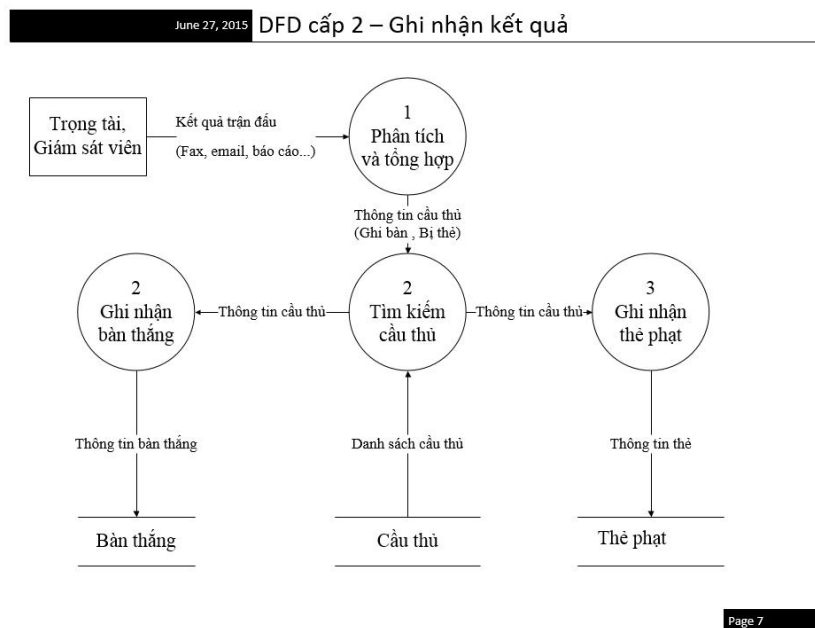 June 27, 2015 DFD cấp 2 – Ghi nhận kết quả
Trọng tài,
Giám sát viên
Kết quả trận đấu
(Fax, email, báo cáo...)
1
Phân tích
và tổng hợp
Thông tin cầu thủ
(Ghi bàn , Bị thẻ)
2
Ghi nhận
bàn thắng
Thông tin cầu thủ
2
Tìm kiếm
cầu thủ
Thông tin cầu thủ
3
Ghi nhận
thẻ phạt
Thông tin bàn thắng
Danh sách cầu thủ
Thông tin thẻ
Bàn thắng
Cầu thủ
Thẻ phạt
Page 7